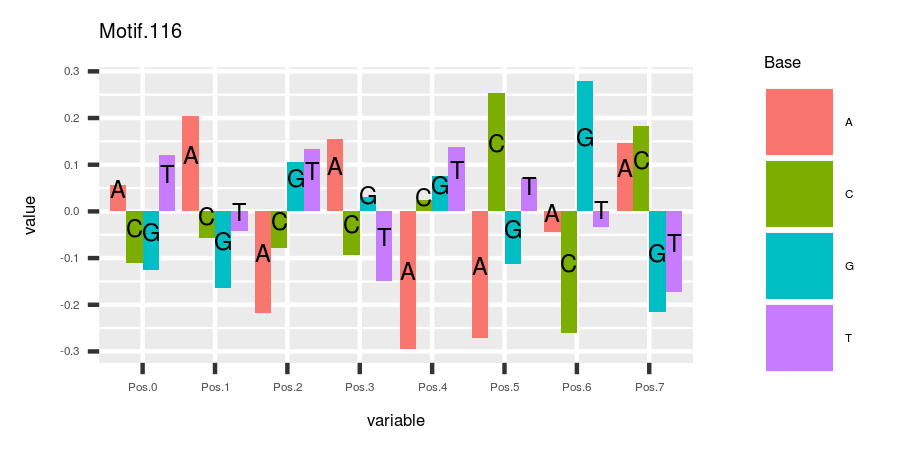 Motif.116
Base
0.3
0.2
0.1
0.0
-0.1
-0.2
-0.3
value
A C G T
A C G T
A C G T
A C G T
A C G T
A C G T
A C G T
A C G T
Pos.0 Pos.1 Pos.2 Pos.3 Pos.4 Pos.5 Pos.6 Pos.7
variable
A
C
G
T